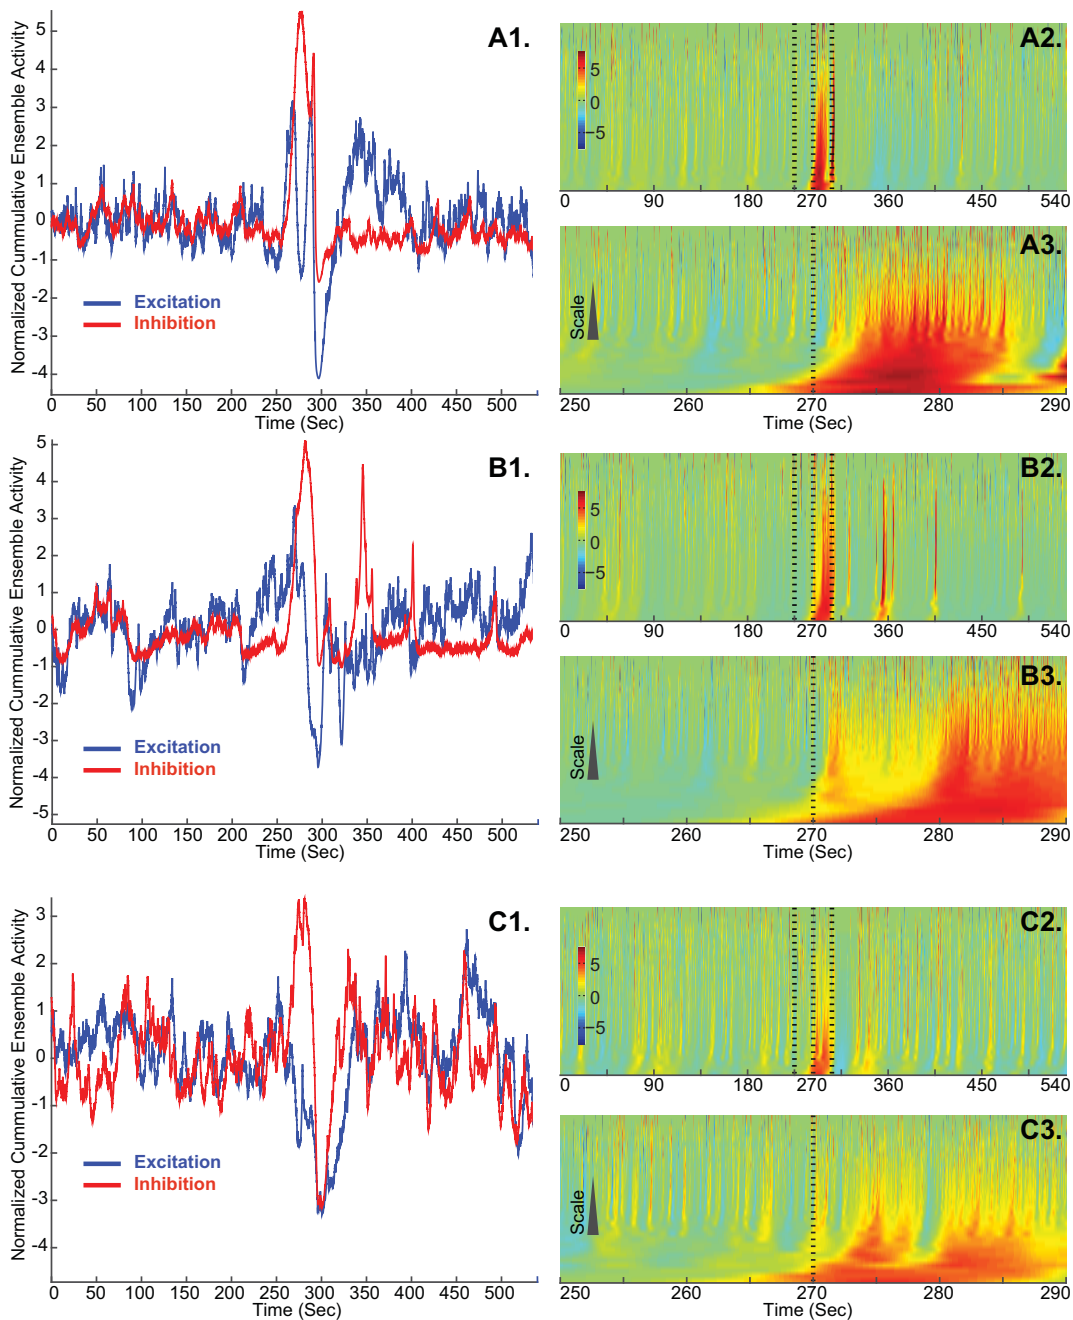 Normalized Cummulative Ensemble Activity
5
4
3
2
1
0
-1
-2
-3
-4
A1.
Excitation
Inhibition
0 50 100 150 200 250 300 350 400 450 500
Time (Sec)
A2.
5
0
-5
0 90 180 270 360 450 540
A3.
Scale
250 260 270 280 290
Time (Sec)
Normalized Cummulative Ensemble Activity
5
4
3
2
1
0
-1
-2
-3
-4
-5
B1.
Excitation
Inhibition
0 50 100 150 200 250 300 350 400 450 500
Time (Sec)
B2.
5
0
-5
0 90 180 270 360 450 540
B3.
Scale
250 260 270 280 290
Time (Sec)
Normalized Cummulative Ensemble Activity
3
2
1
0
-1
-2
-3
-4
C1.
Excitation
Inhibition
0 50 100 150 200 250 300 350 400 450 500
Time (Sec)
C2.
5
0
-5
0 90 180 270 360 450 540
C3.
Scale
250 260 270 280 290
Time (Sec)